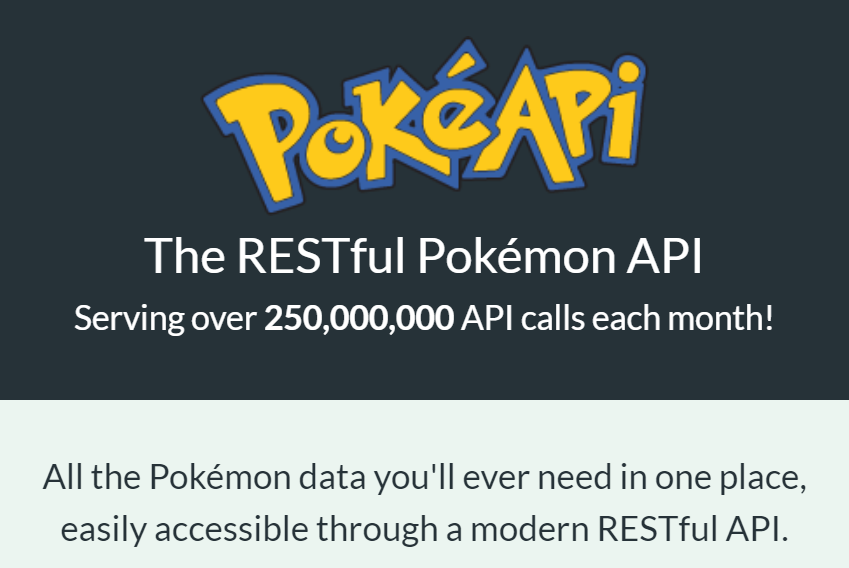 PokéApi
The RESTful Pokémon API
Serving over 250,000,000 API calls each month!
All the Pokémon data you'll ever need in one place,
easily accessible through a modern RESTful API.